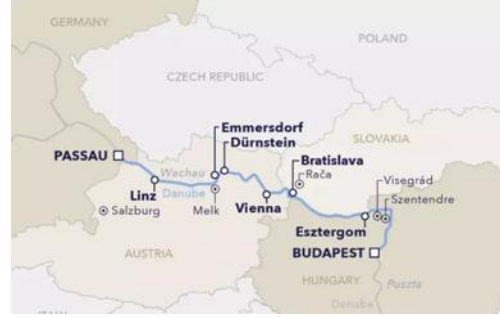 GERMANY
POLAND
CZECH REPUBLIC
Emmersdorf
Dürnstein
SLOVAKIA
PASSAU
Wachau
Bratislava
Rača
Visegrád
Linz
Danube
Szentendre
Salzburg
Melk
Vienna
Esztergom
AUSTRIA
BUDAPEST
HUNGARY
Puszta
Danube
ITALY